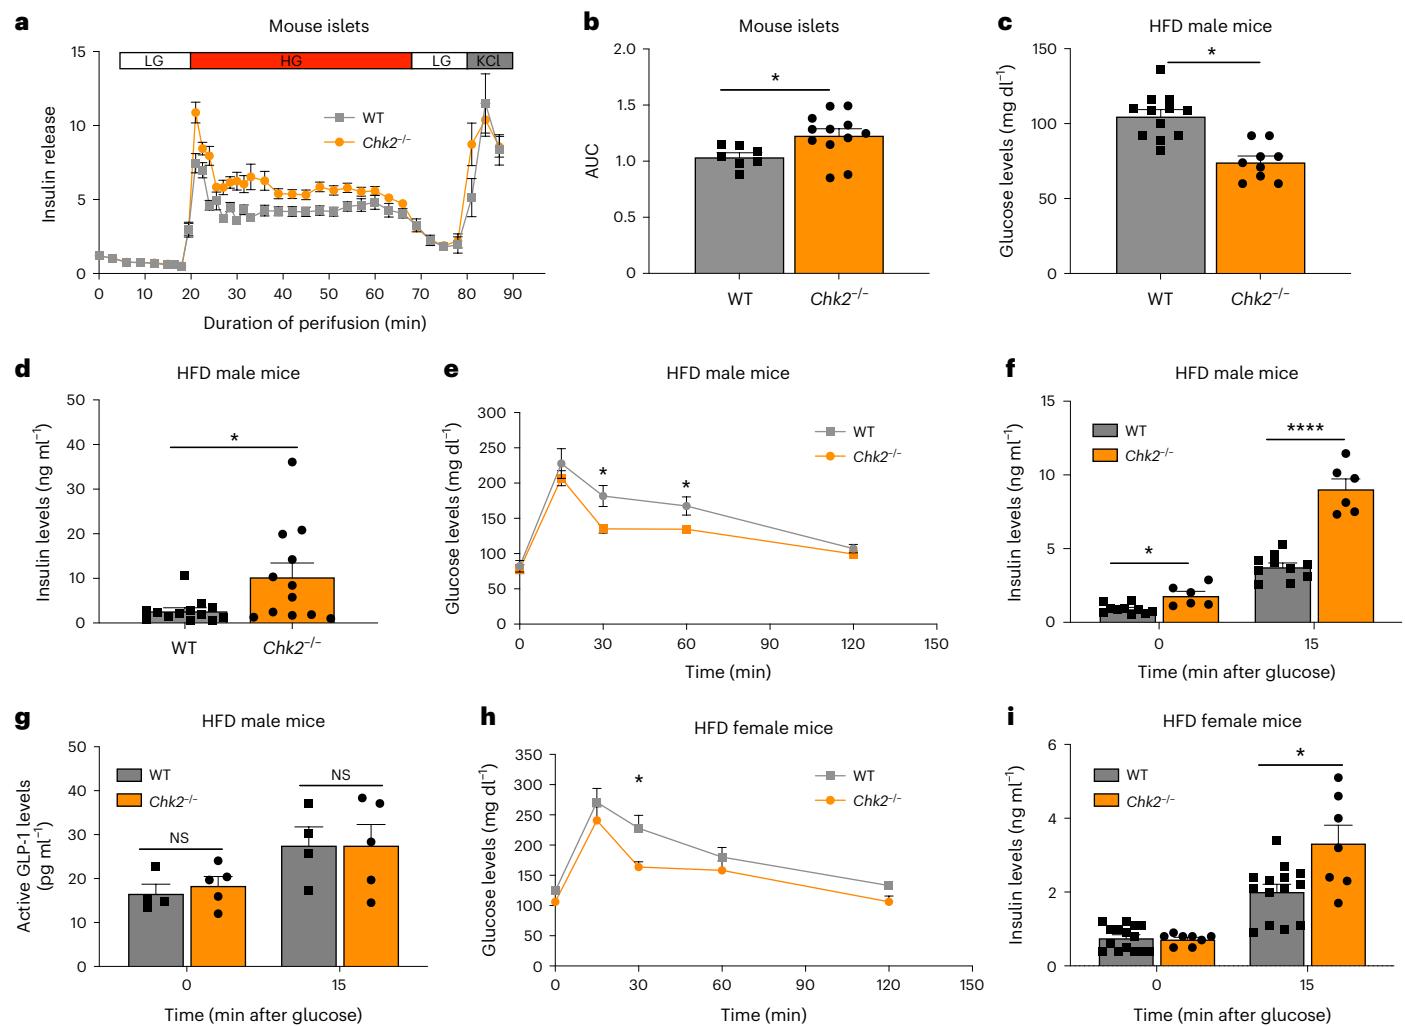 a
Mouse islets
15
10
5
0
Insulin release
LG
HG
LG
KCl
WT
Chk2⁻/⁻
0 10 20 30 40 50 60 70 80 90
Duration of perifusion (min)
b
Mouse islets
2.0
1.5
1.0
0.5
0
AUC
*
WT
Chk2⁻/⁻
c
HFD male mice
150
100
50
0
Glucose levels (mg dl⁻¹)
*
WT
Chk2⁻/⁻
d
HFD male mice
50
40
30
20
10
0
Insulin levels (ng ml⁻¹)
*
WT
Chk2⁻/⁻
e
HFD male mice
300
250
200
150
100
50
0
Glucose levels (mg dl⁻¹)
WT
Chk2⁻/⁻
*
*
0 30 60 90 120 150
Time (min)
f
HFD male mice
15
10
5
0
Insulin levels (ng ml⁻¹)
WT
Chk2⁻/⁻
*
****
0 15
Time (min after glucose)
g
HFD male mice
50
40
30
20
10
0
Active GLP-1 levels
(pg ml⁻¹)
WT
Chk2⁻/⁻
NS
NS
0 15
Time (min after glucose)
h
HFD female mice
350
300
250
200
150
100
50
0
Glucose levels (mg dl⁻¹)
WT
Chk2⁻/⁻
*
0 30 60 90 120 150
Time (min)
i
HFD female mice
6
4
2
0
Insulin levels (ng ml⁻¹)
WT
Chk2⁻/⁻
*
0 15
Time (min after glucose)